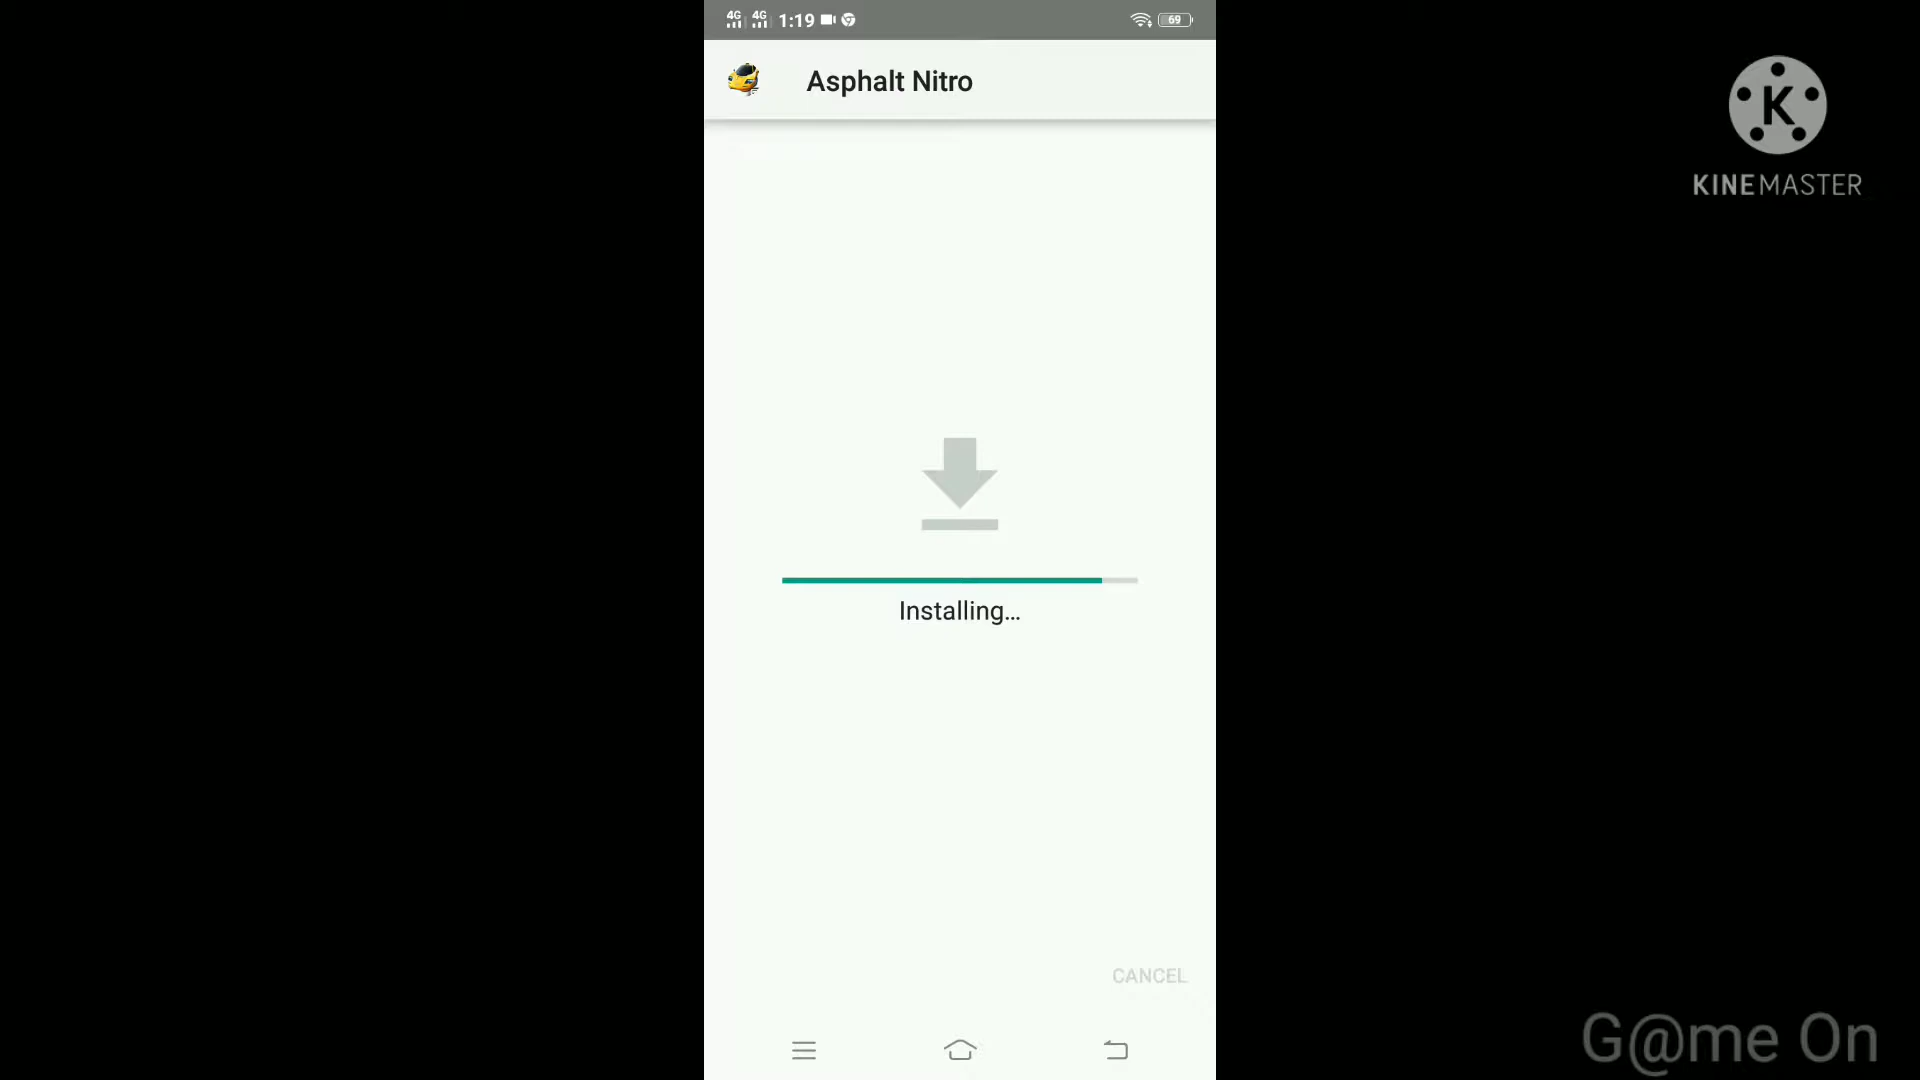 4G 4G 1:19 69
Asphalt Nitro
K
KINEMASTER
Installing...
CANCEL
G@me On